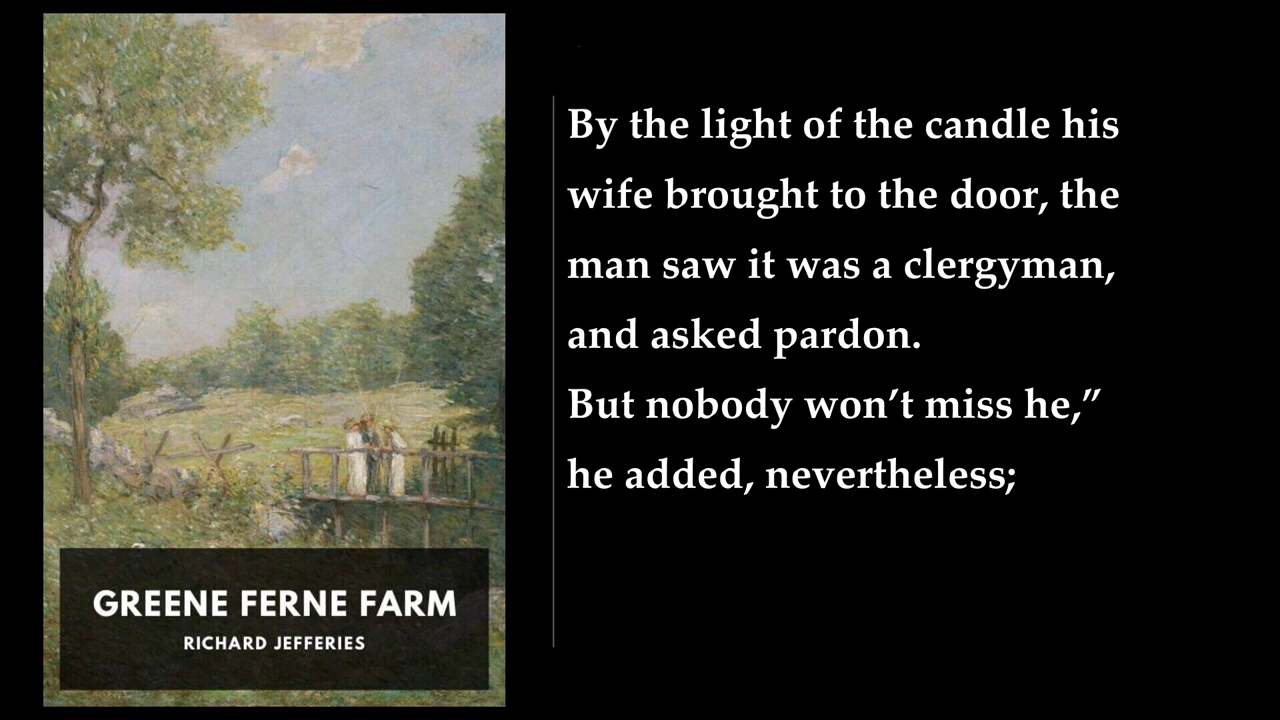 GREENE FERNE FARM
RICHARD JEFFERIES
By the light of the candle his
wife brought to the door, the
man saw it was a clergyman,
and asked pardon.
But nobody won’t miss he,”
he added, nevertheless;